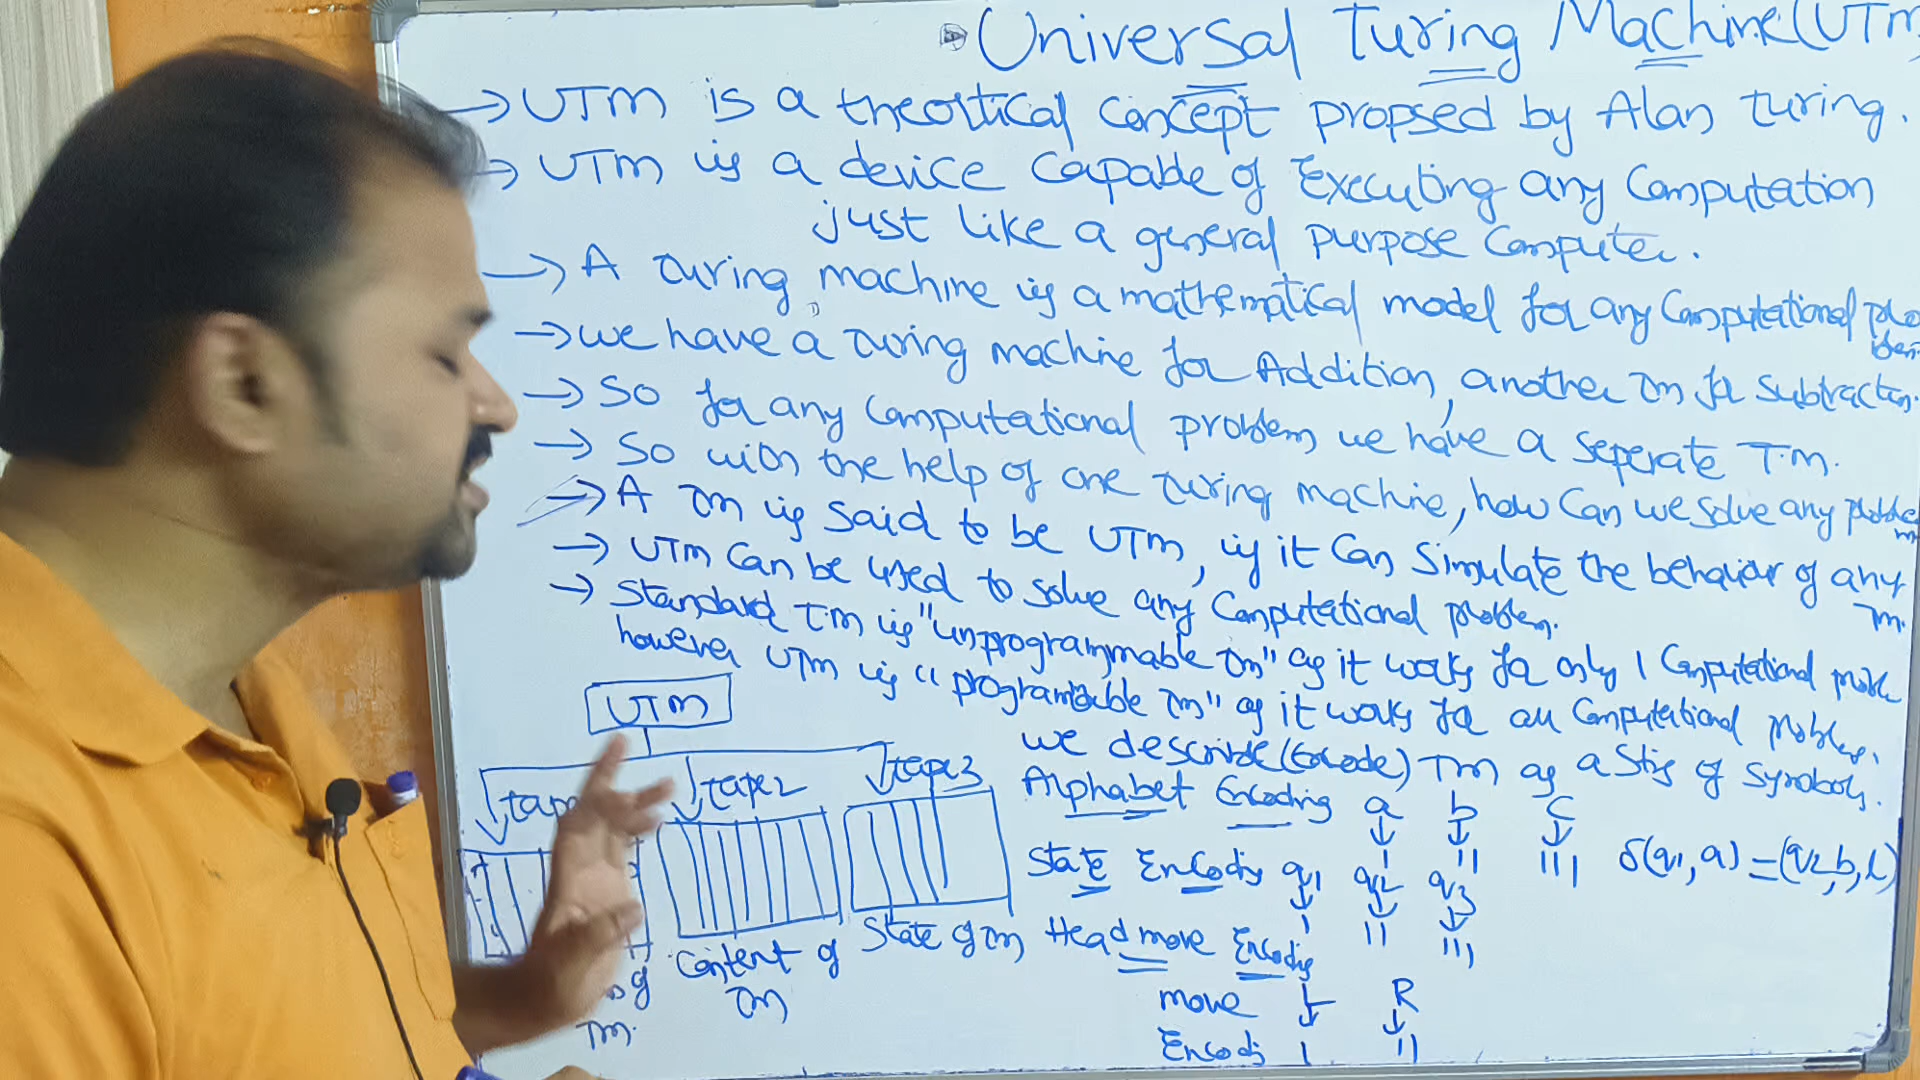 Universal Turing Machine(UTM
→ UTM is a theortical concept propsed by Alan Turing.
→ UTM is a device capable of Executing any Computation
just like a general purpose Computer.
→ A Turing machine is a mathematical model for any Computational problem
→ we have a Turing machine for Addition, another Tm for Subtraction.
→ So for any Computational problem we have a seperate T.m.
→ So with the help of one Turing machine, how Can we solve any problem
→ A Tm is said to be UTM, if it Can Simulate the behavior of any Tm.
→ UTM Can be used to solve any Computational problem.
→ Standard T.m is "unprogrammable Tm" as it works for only 1 Computational problem
however UTM is "programmable Tm" as it works for all Computational problems.
we describe(Encode) TM as a String of Symbols.
UTM
tape2
tape3
of
Tm.
Content of
Tm
State of Tm
Alphabet Encoding a b c
↓ ↓ ↓
| || |||
State Encoding q1 q2 q3
↓ ↓ ↓
| || |||
δ(q1, a) = (q2, b, L)
Head move Encoding
move L R
↓ ↓
Encodi | ||